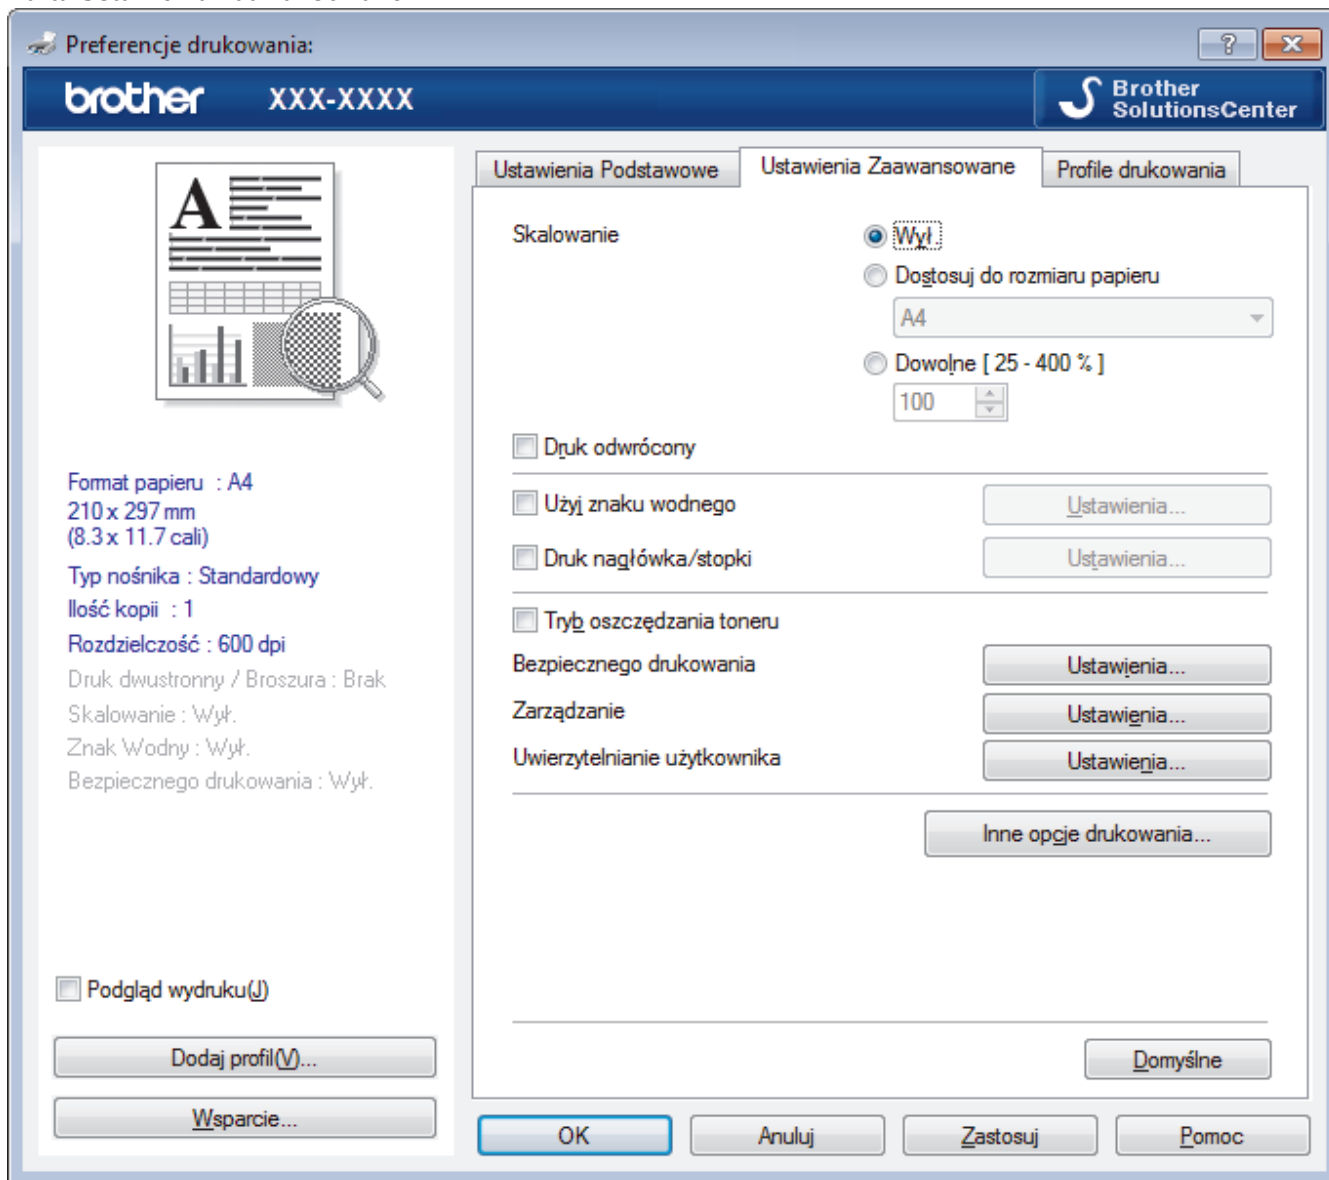 Preferencje drukowania:
brother XXX-XXXX
Brother
SolutionsCenter
A
Format papieru : A4
210 x 297 mm
(8.3 x 11.7 cali)
Typ nośnika : Standardowy
Ilość kopii : 1
Rozdzielczość : 600 dpi
Druk dwustronny / Broszura : Brak
Skalowanie : Wył.
Znak Wodny : Wył.
Bezpiecznego drukowania : Wył.
Podgląd wydruku(J)
Dodaj profil(V)...
Wsparcie...
Ustawienia Podstawowe
Ustawienia Zaawansowane
Profile drukowania
Skalowanie
Wył.
Dostosuj do rozmiaru papieru
A4
Dowolne [ 25 - 400 % ]
100
Druk odwrócony
Użyj znaku wodnego
Ustawienia...
Druk nagłówka/stopki
Ustawienia...
Tryb oszczędzania toneru
Bezpiecznego drukowania
Ustawienia...
Zarządzanie
Ustawienia...
Uwierzytelnianie użytkownika
Ustawienia...
Inne opcje drukowania...
Domyślne
OK
Anuluj
Zastosuj
Pomoc